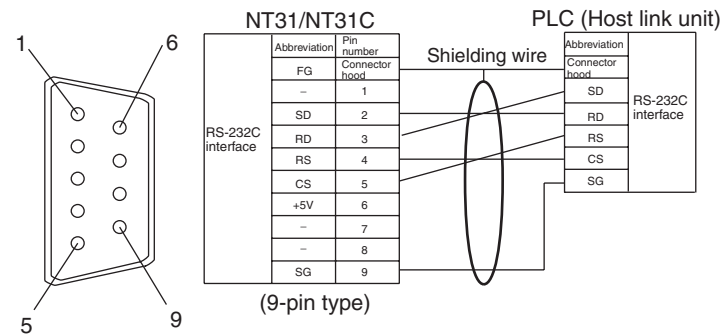 NT31/NT31C
PLC (Host link unit)
1
6
5
9
Shielding wire
RS-232C
interface
Abbreviation Pin
number
FG Connector
hood
– 1
SD 2
RD 3
RS 4
CS 5
+5V 6
– 7
– 8
SG 9
(9-pin type)
Abbreviation
Connector
hood
SD
RD
RS
CS
SG
RS-232C
interface